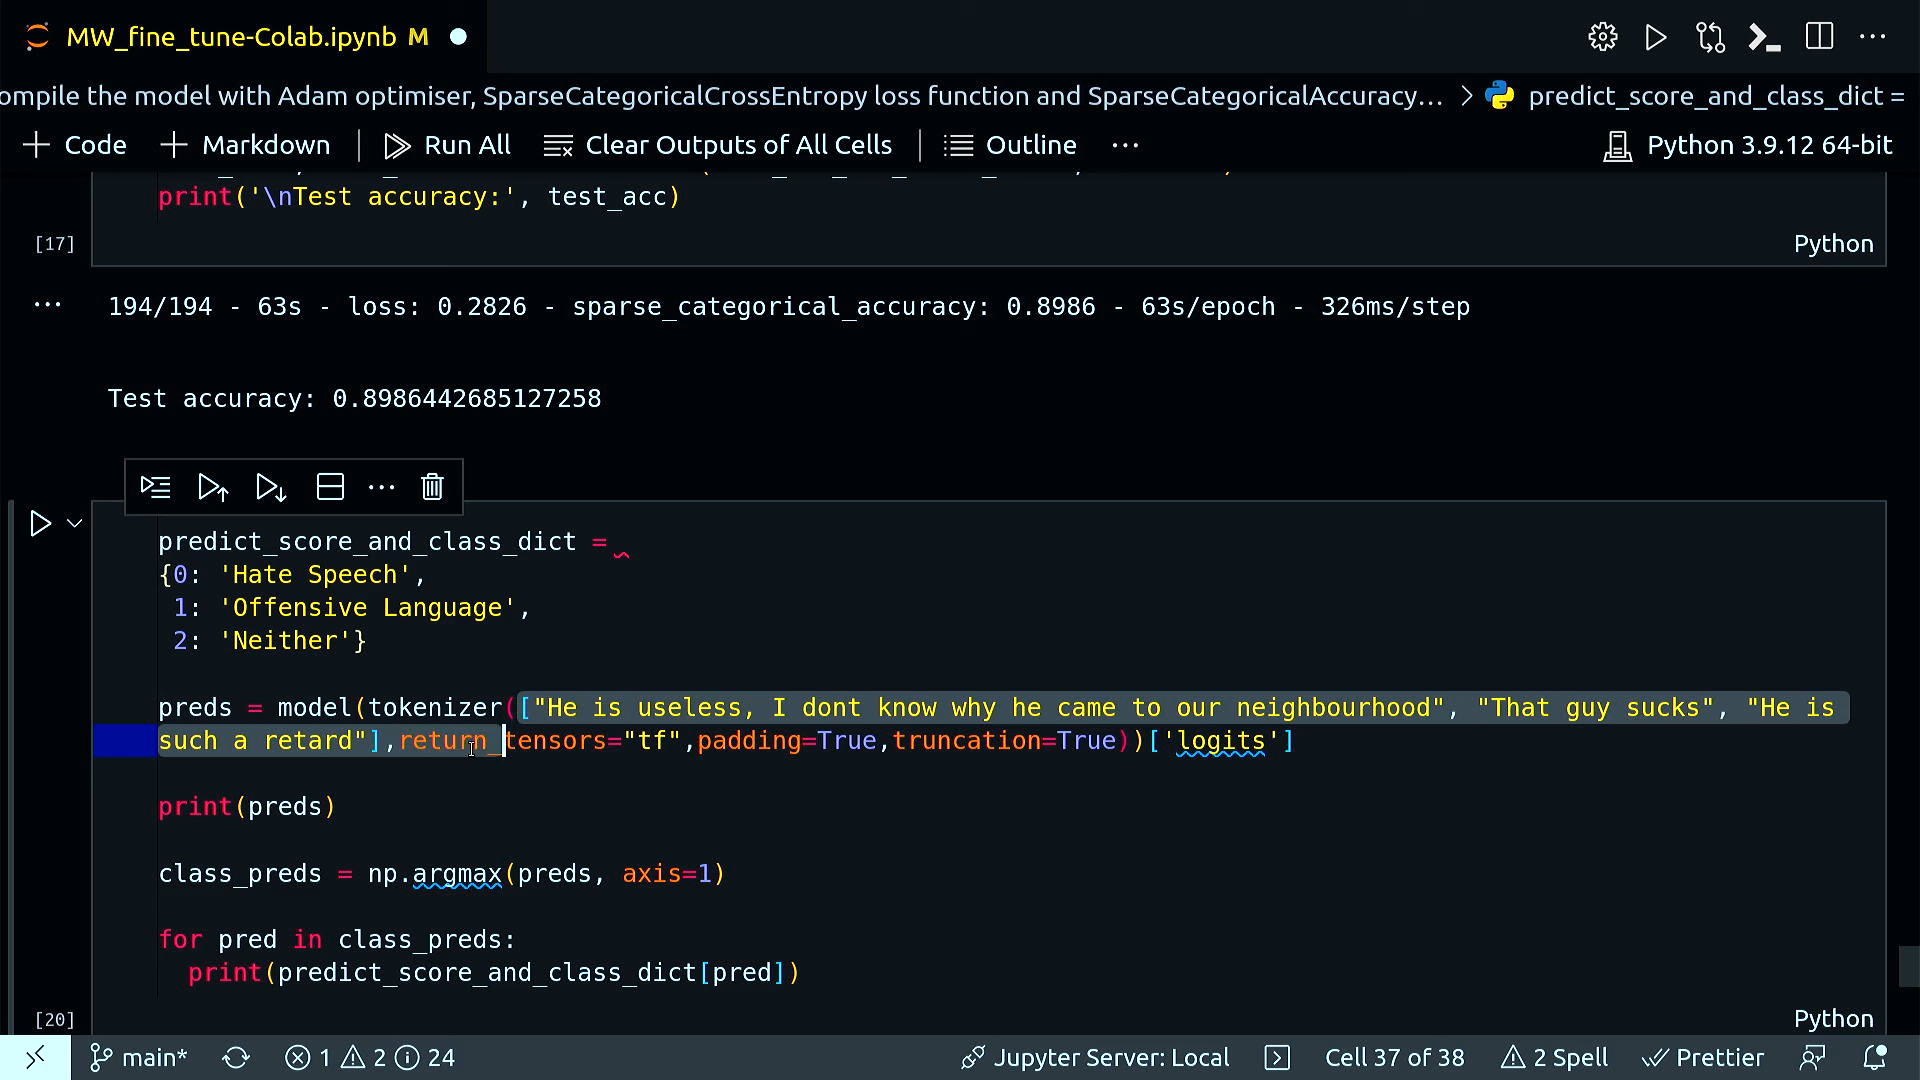 MW_fine_tune-Colab.ipynb M
ompile the model with Adam optimiser, SparseCategoricalCrossEntropy loss function and SparseCategoricalAccuracy... > predict_score_and_class_dict =
+ Code + Markdown | Run All Clear Outputs of All Cells | Outline ... Python 3.9.12 64-bit
print('\nTest accuracy:', test_acc)
[17] Python
... 194/194 - 63s - loss: 0.2826 - sparse_categorical_accuracy: 0.8986 - 63s/epoch - 326ms/step
Test accuracy: 0.8986442685127258
predict_score_and_class_dict =
{0: 'Hate Speech',
1: 'Offensive Language',
2: 'Neither'}
preds = model(tokenizer(["He is useless, I dont know why he came to our neighbourhood", "That guy sucks", "He is
such a retard"],return_tensors="tf",padding=True,truncation=True))['logits']
print(preds)
class_preds = np.argmax(preds, axis=1)
for pred in class_preds:
print(predict_score_and_class_dict[pred])
[20] Python
main* 1 2 24 Jupyter Server: Local Cell 37 of 38 2 Spell Prettier